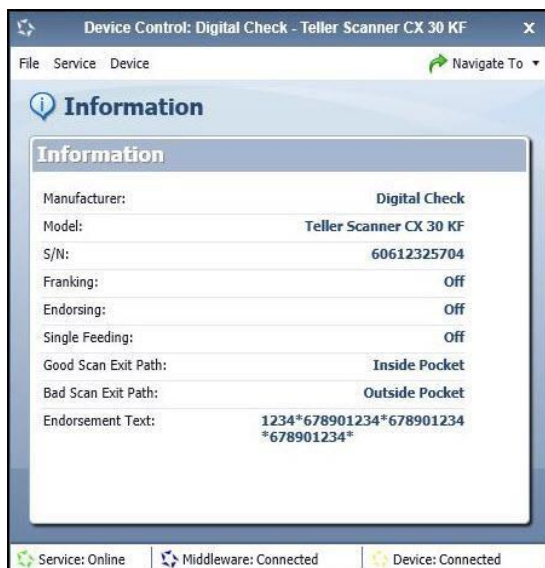 Device Control: Digital Check - Teller Scanner CX 30 KF x
File Service Device Navigate To
Information
Information
Manufacturer: Digital Check
Model: Teller Scanner CX 30 KF
S/N: 60612325704
Franking: Off
Endorsing: Off
Single Feeding: Off
Good Scan Exit Path: Inside Pocket
Bad Scan Exit Path: Outside Pocket
Endorsement Text: 1234*678901234*678901234
*678901234*
Service: Online Middleware: Connected Device: Connected